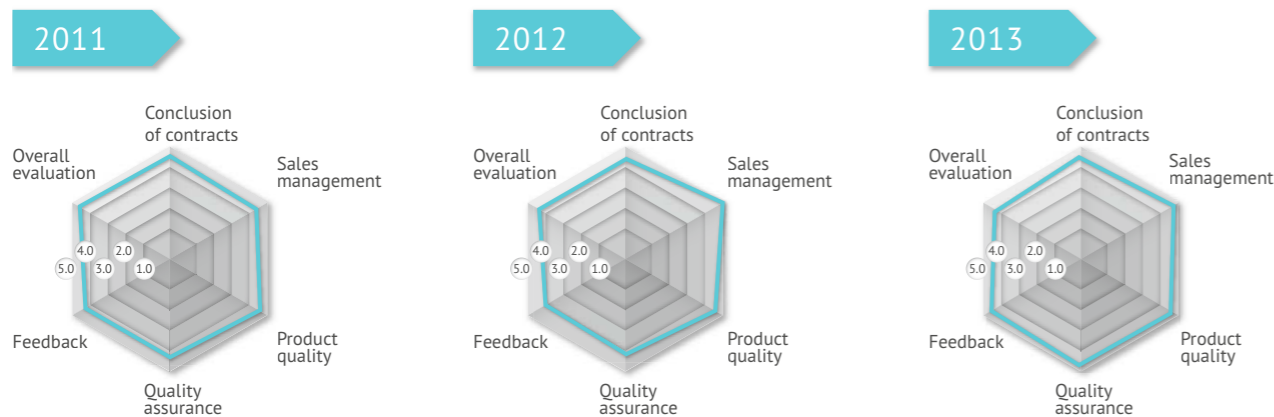 2011
Conclusion
of contracts
Overall
evaluation
Sales
management
4.0
2.0
5.0
3.0
1.0
Feedback
Product
quality
Quality
assurance
2012
Conclusion
of contracts
Overall
evaluation
Sales
management
4.0
2.0
5.0
3.0
1.0
Feedback
Product
quality
Quality
assurance
2013
Conclusion
of contracts
Overall
evaluation
Sales
management
4.0
2.0
5.0
3.0
1.0
Feedback
Product
quality
Quality
assurance